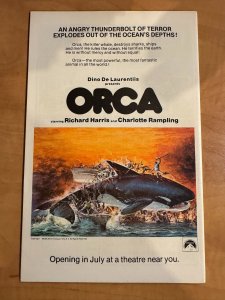 AN ANGRY THUNDERBOLT OF TERROR
EXPLODES OUT OF THE OCEAN'S DEPTHS!
Orca, the killer whale, destroys sharks, ships
and men! He rules the ocean. He terrifies the earth.
He is without mercy and without equal!
Orca—the most powerful, the most fantastic
animal in all the world!
Dino De Laurentiis
presents
ORCA
starring Richard Harris and Charlotte Rampling
Opening in July at a theatre near you.